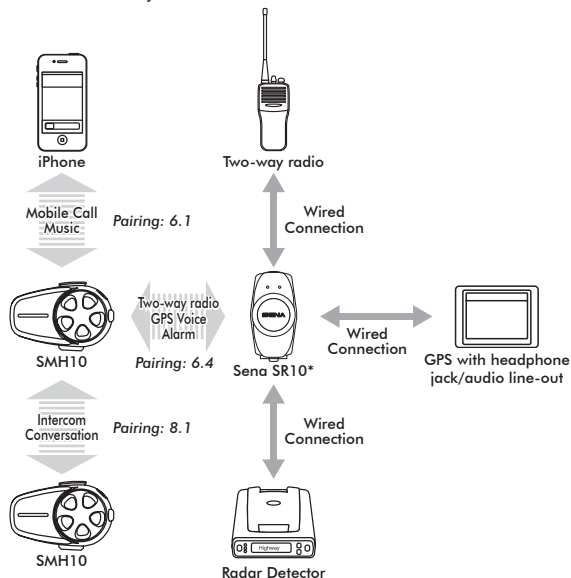 iPhone
Two-way radio
Mobile Call
Music
Pairing: 6.1
Wired
Connection
Two-way radio
GPS Voice
Alarm
Pairing: 6.4
SMH10
SENA
Sena SR10*
Wired
Connection
GPS with headphone
jack/audio line-out
Intercom
Conversation
Pairing: 8.1
Wired
Connection
SMH10
Highway
Radar Detector